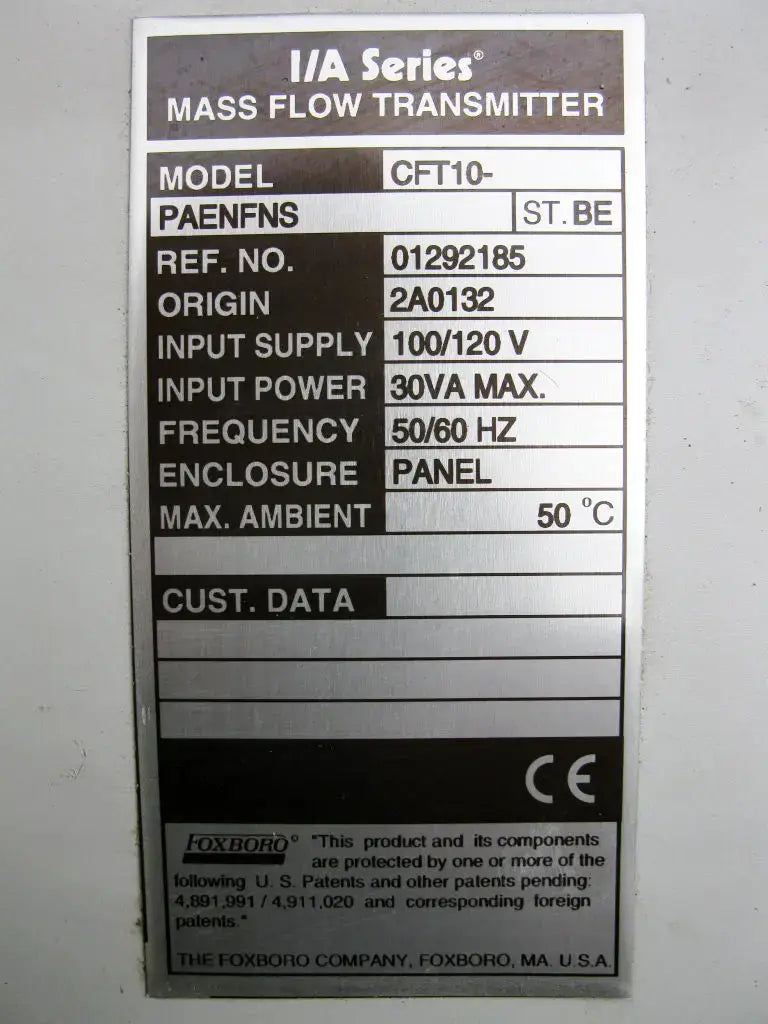 I/A Series®
MASS FLOW TRANSMITTER
MODEL CFT10-
PAENFNS ST. BE
REF. NO. 01292185
ORIGIN 2A0132
INPUT SUPPLY 100/120 V
INPUT POWER 30VA MAX.
FREQUENCY 50/60 HZ
ENCLOSURE PANEL
MAX. AMBIENT 50 °C
CUST. DATA
CE
FOXBORO® "This product and its components
are protected by one or more of the
following U. S. Patents and other patents pending:
4,891,991 / 4,911,020 and corresponding foreign
patents."
THE FOXBORO COMPANY, FOXBORO, MA. U.S.A.